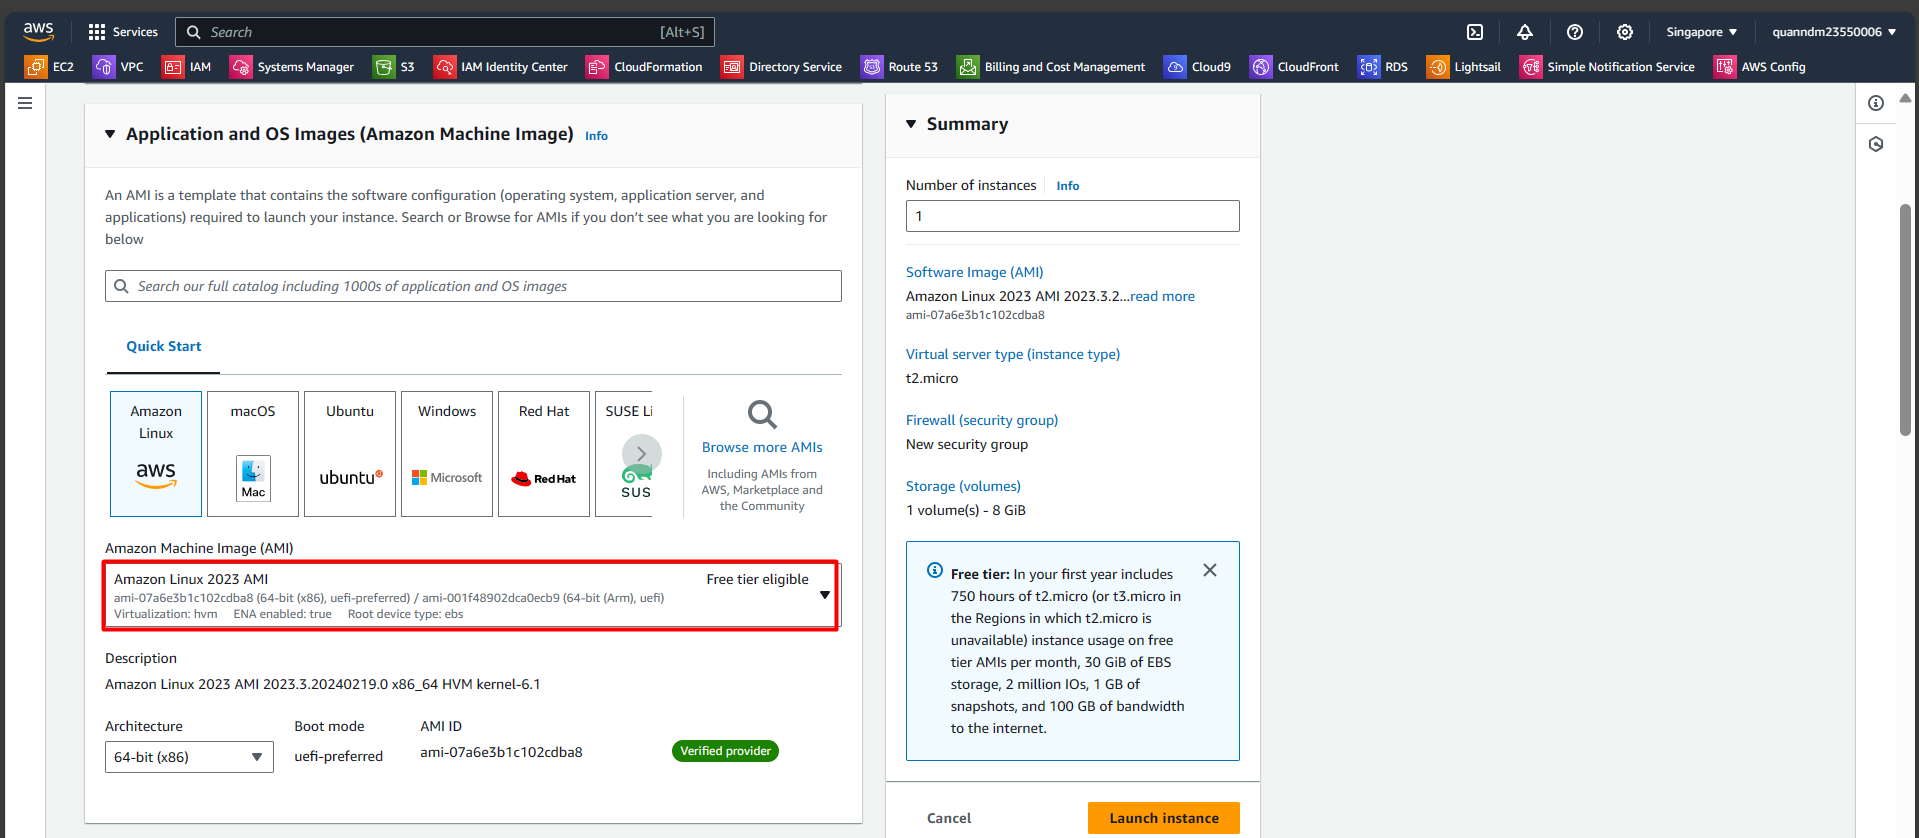 aws
Services
Search
[Alt+S]
Singapore
quanndm23550006
EC2
VPC
IAM
Systems Manager
S3
IAM Identity Center
CloudFormation
Directory Service
Route 53
Billing and Cost Management
Cloud9
CloudFront
RDS
Lightsail
Simple Notification Service
AWS Config
Application and OS Images (Amazon Machine Image) Info
An AMI is a template that contains the software configuration (operating system, application server, and
applications) required to launch your instance. Search or Browse for AMIs if you don’t see what you are looking for
below
Search our full catalog including 1000s of application and OS images
Quick Start
Amazon
Linux
aws
macOS
Mac
Ubuntu
ubuntu
Windows
Microsoft
Red Hat
Red Hat
SUSE Li
SUS
Browse more AMIs
Including AMIs from
AWS, Marketplace and
the Community
Amazon Machine Image (AMI)
Amazon Linux 2023 AMI
Free tier eligible
ami-07a6e3b1c102cdba8 (64-bit (x86), uefi-preferred) / ami-001f48902dca0ecb9 (64-bit (Arm), uefi)
Virtualization: hvm ENA enabled: true Root device type: ebs
Description
Amazon Linux 2023 AMI 2023.3.20240219.0 x86_64 HVM kernel-6.1
Architecture
64-bit (x86)
Boot mode
uefi-preferred
AMI ID
ami-07a6e3b1c102cdba8
Verified provider
Summary
Number of instances Info
1
Software Image (AMI)
Amazon Linux 2023 AMI 2023.3.2...read more
ami-07a6e3b1c102cdba8
Virtual server type (instance type)
t2.micro
Firewall (security group)
New security group
Storage (volumes)
1 volume(s) - 8 GiB
Free tier: In your first year includes
750 hours of t2.micro (or t3.micro in
the Regions in which t2.micro is
unavailable) instance usage on free
tier AMIs per month, 30 GiB of EBS
storage, 2 million IOs, 1 GB of
snapshots, and 100 GB of bandwidth
to the internet.
Cancel
Launch instance